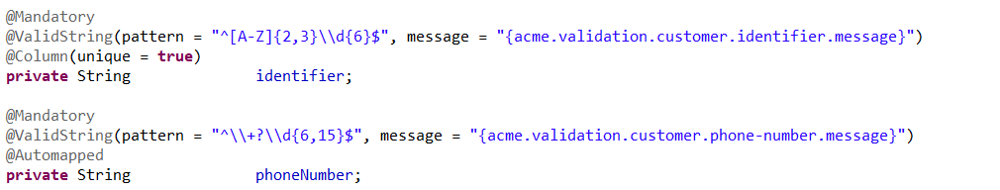 @Mandatory
@ValidString(pattern = "^[A-Z]{2,3}\\d{6}$", message = "{acme.validation.customer.identifier.message}")
@Column(unique = true)
private String identifier;
@Mandatory
@ValidString(pattern = "^\\+?\\d{6,15}$", message = "{acme.validation.customer.phone-number.message}")
@Automapped
private String phoneNumber;